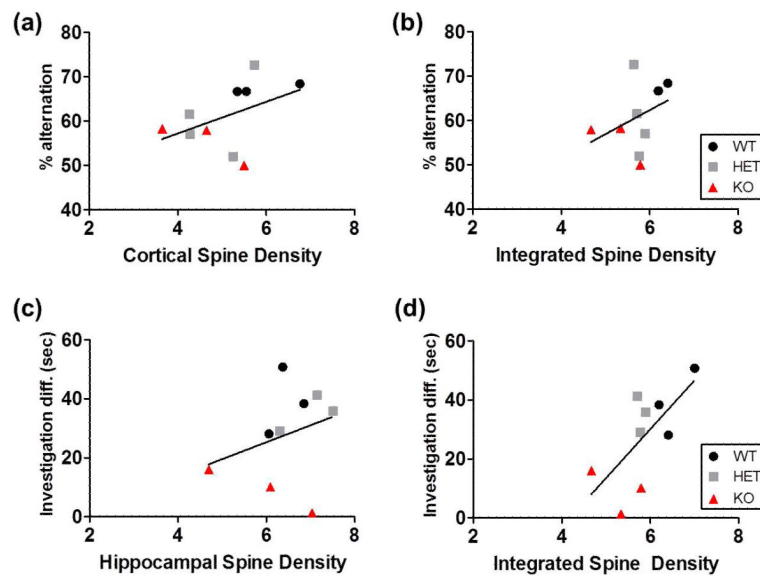 (a)
% alternation
80
70
60
50
40
2 4 6 8
Cortical Spine Density
(b)
% alternation
80
70
60
50
40
2 4 6 8
Integrated Spine Density
WT
HET
KO
(c)
Investigation diff. (sec)
60
40
20
0
2 4 6 8
Hippocampal Spine Density
(d)
Investigation diff. (sec)
60
40
20
0
2 4 6 8
Integrated Spine Density
WT
HET
KO